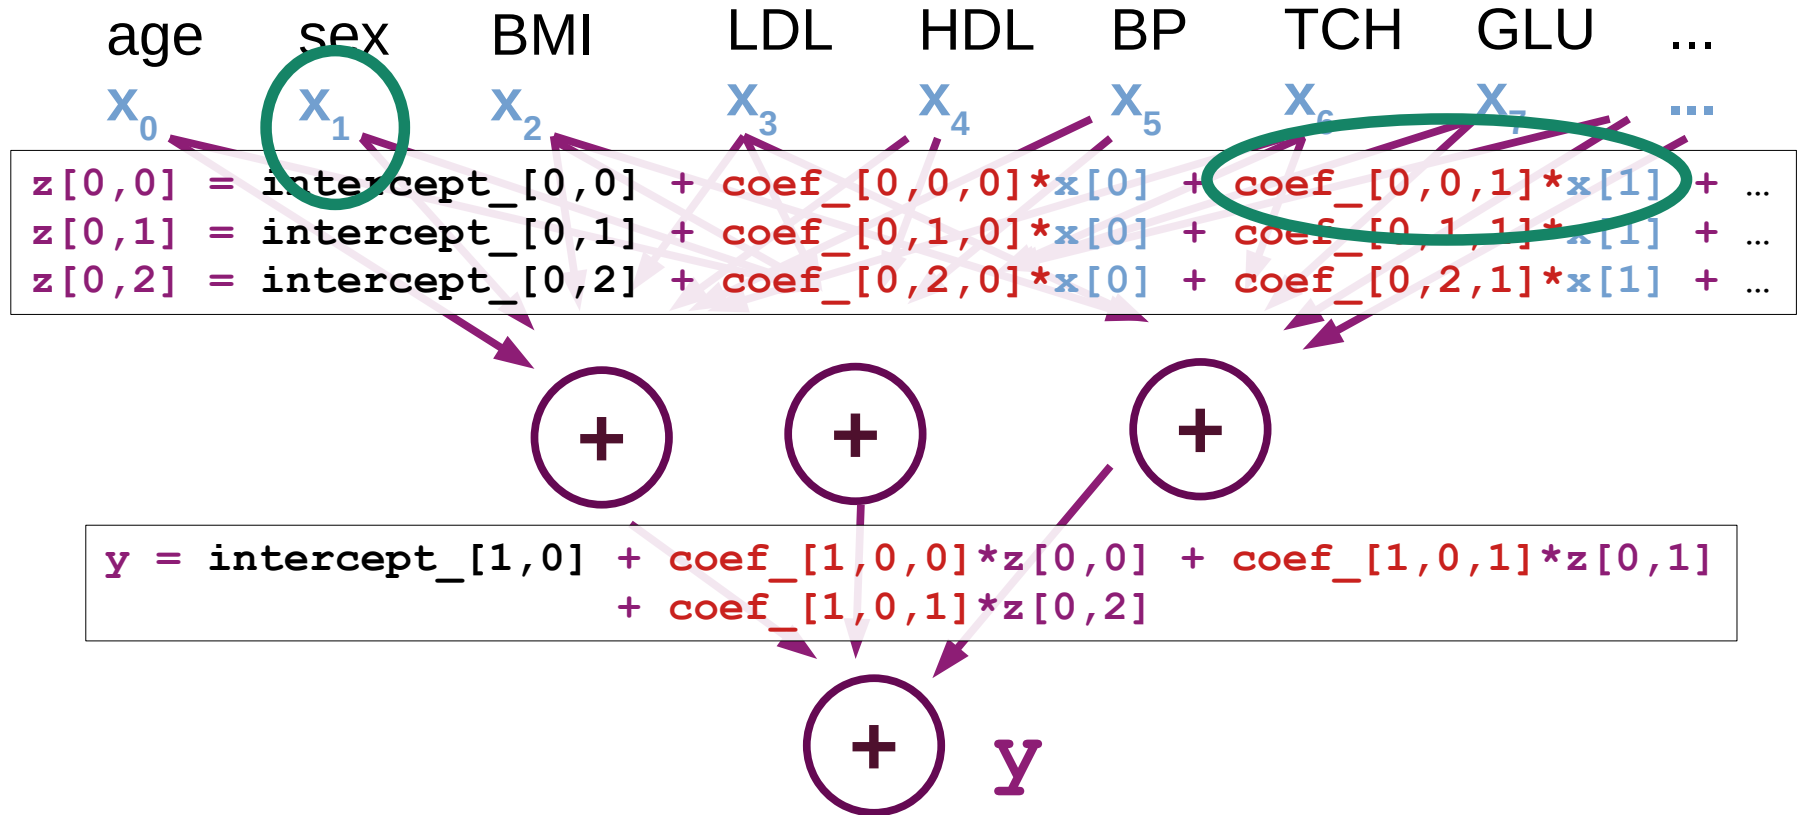 age sex BMI LDL HDL BP TCH GLU ...
x0 x1 x2 x3 x4 x5 x6 x7 ...
z[0,0] = intercept_[0,0] + coef_[0,0,0]*x[0] + coef_[0,0,1]*x[1] + ...
z[0,1] = intercept_[0,1] + coef_[0,1,0]*x[0] + coef_[0,1,1]*x[1] + ...
z[0,2] = intercept_[0,2] + coef_[0,2,0]*x[0] + coef_[0,2,1]*x[1] + ...
+ + +
y = intercept_[1,0] + coef_[1,0,0]*z[0,0] + coef_[1,0,1]*z[0,1]
+ coef_[1,0,1]*z[0,2]
+ y